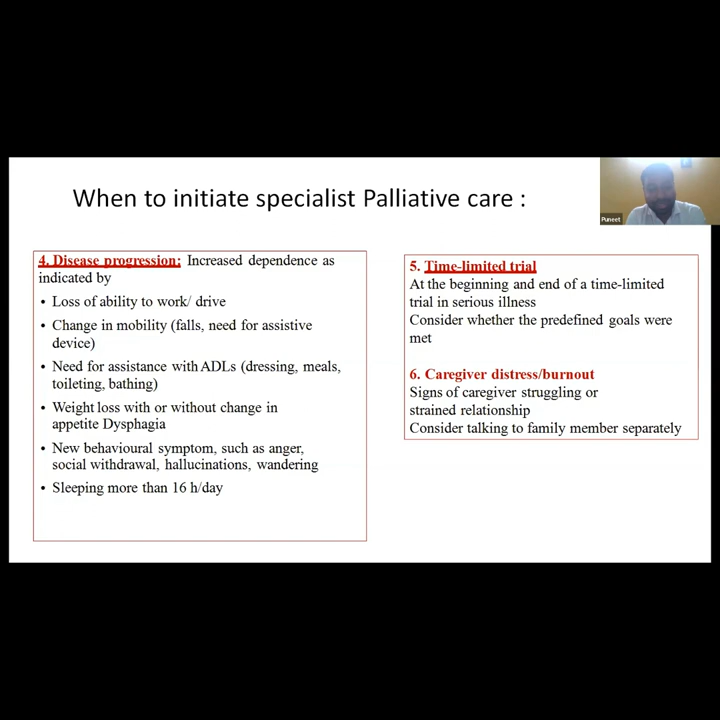 When to initiate specialist Palliative care :
Puneet
4. Disease progression: Increased dependence as
indicated by
• Loss of ability to work/ drive
• Change in mobility (falls, need for assistive
device)
• Need for assistance with ADLs (dressing, meals,
toileting, bathing)
• Weight loss with or without change in
appetite Dysphagia
• New behavioural symptom, such as anger,
social withdrawal, hallucinations, wandering
• Sleeping more than 16 h/day
5. Time-limited trial
At the beginning and end of a time-limited
trial in serious illness
Consider whether the predefined goals were
met
6. Caregiver distress/burnout
Signs of caregiver struggling or
strained relationship
Consider talking to family member separately